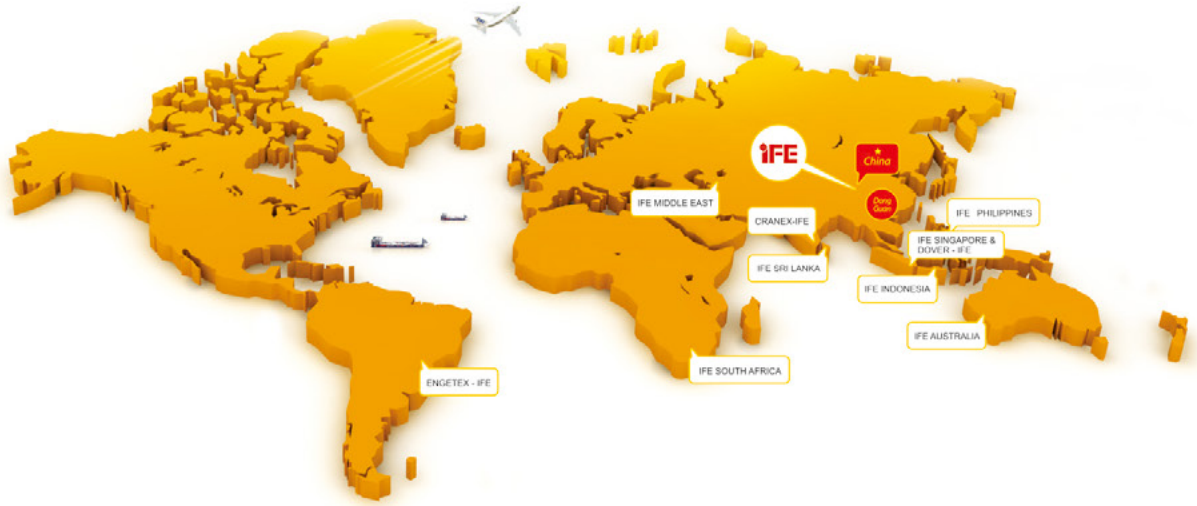 iFE
China
Dong
Guan
IFE MIDDLE EAST
CRANEX-IFE
IFE PHILIPPINES
IFE SINGAPORE &
DOVER - IFE
IFE SRI LANKA
IFE INDONESIA
IFE AUSTRALIA
IFE SOUTH AFRICA
ENGETEX - IFE